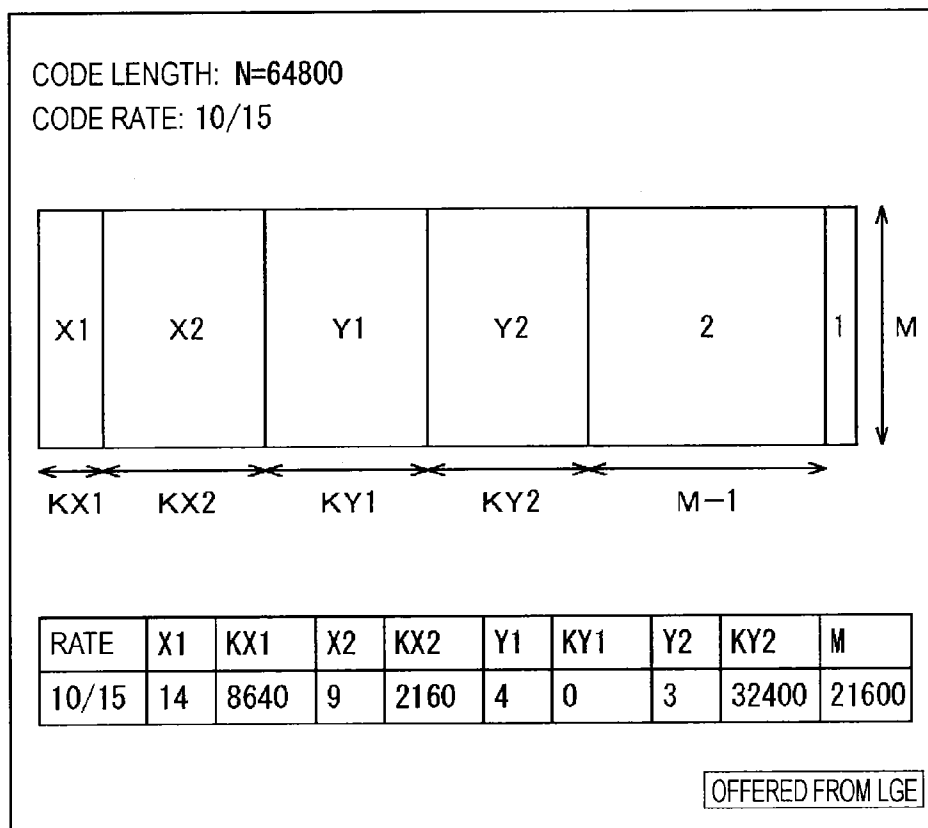 CODE LENGTH: N=64800
CODE RATE: 10/15
X1 X2 Y1 Y2 2 1 M
KX1 KX2 KY1 KY2 M-1
RATE X1 KX1 X2 KX2 Y1 KY1 Y2 KY2 M
10/15 14 8640 9 2160 4 0 3 32400 21600
OFFERED FROM LGE